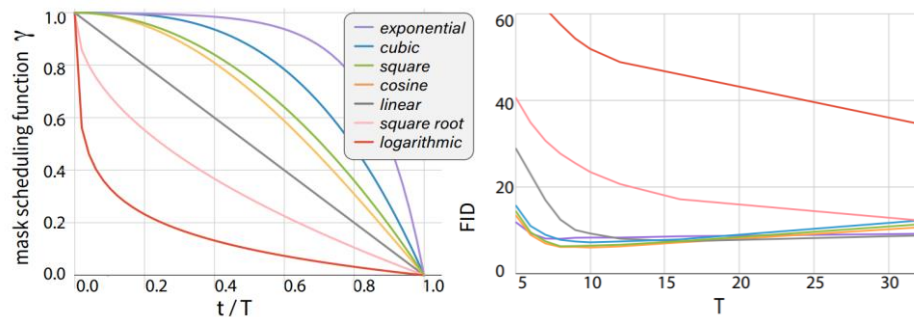 mask scheduling function γ
1.0
0.8
0.6
0.4
0.2
0.0
0.0 0.2 0.4 0.6 0.8 1.0
t / T
exponential
cubic
square
cosine
linear
square root
logarithmic
FID
60
40
20
0
5 10 15 20 25 30
T